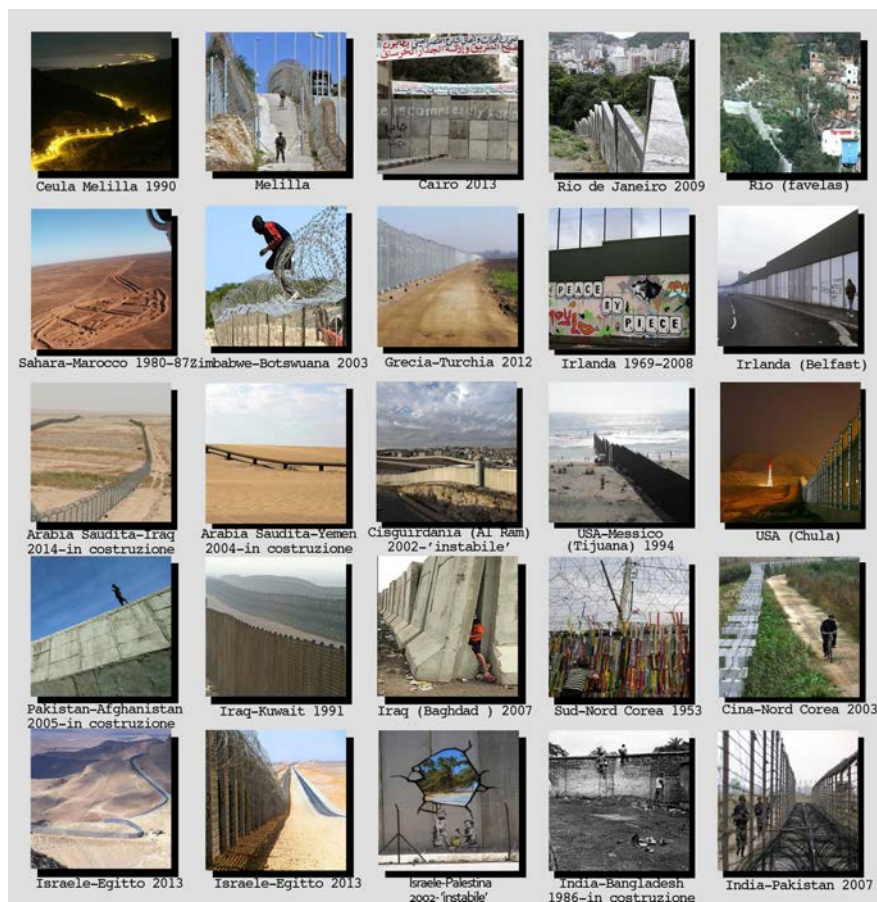 Ceula Melilla 1990
Melilla
Cairo 2013
Rio de Janeiro 2009
Rio (favelas)
Sahara-Marocco 1980-87
Zimbabwe-Botswuana 2003
Grecia-Turchia 2012
PEACE
BY
PIECE
Irlanda 1969-2008
Irlanda (Belfast)
Arabia Saudita-Iraq
2014-in costruzione
Arabia Saudita-Yemen
2004-in costruzione
Cisguirdania (Al Ram)
2002-’instabile’
USA-Messico
(Tijuana) 1994
USA (Chula)
Pakistan-Afghanistan
2005-in costruzione
Iraq-Kuwait 1991
Iraq (Baghdad ) 2007
Sud-Nord Corea 1953
Cina-Nord Corea 2003
Israele-Egitto 2013
Israele-Egitto 2013
Israele-Palestina
2002-‘instabile’
India-Bangladesh
1986-in costruzione
India-Pakistan 2007